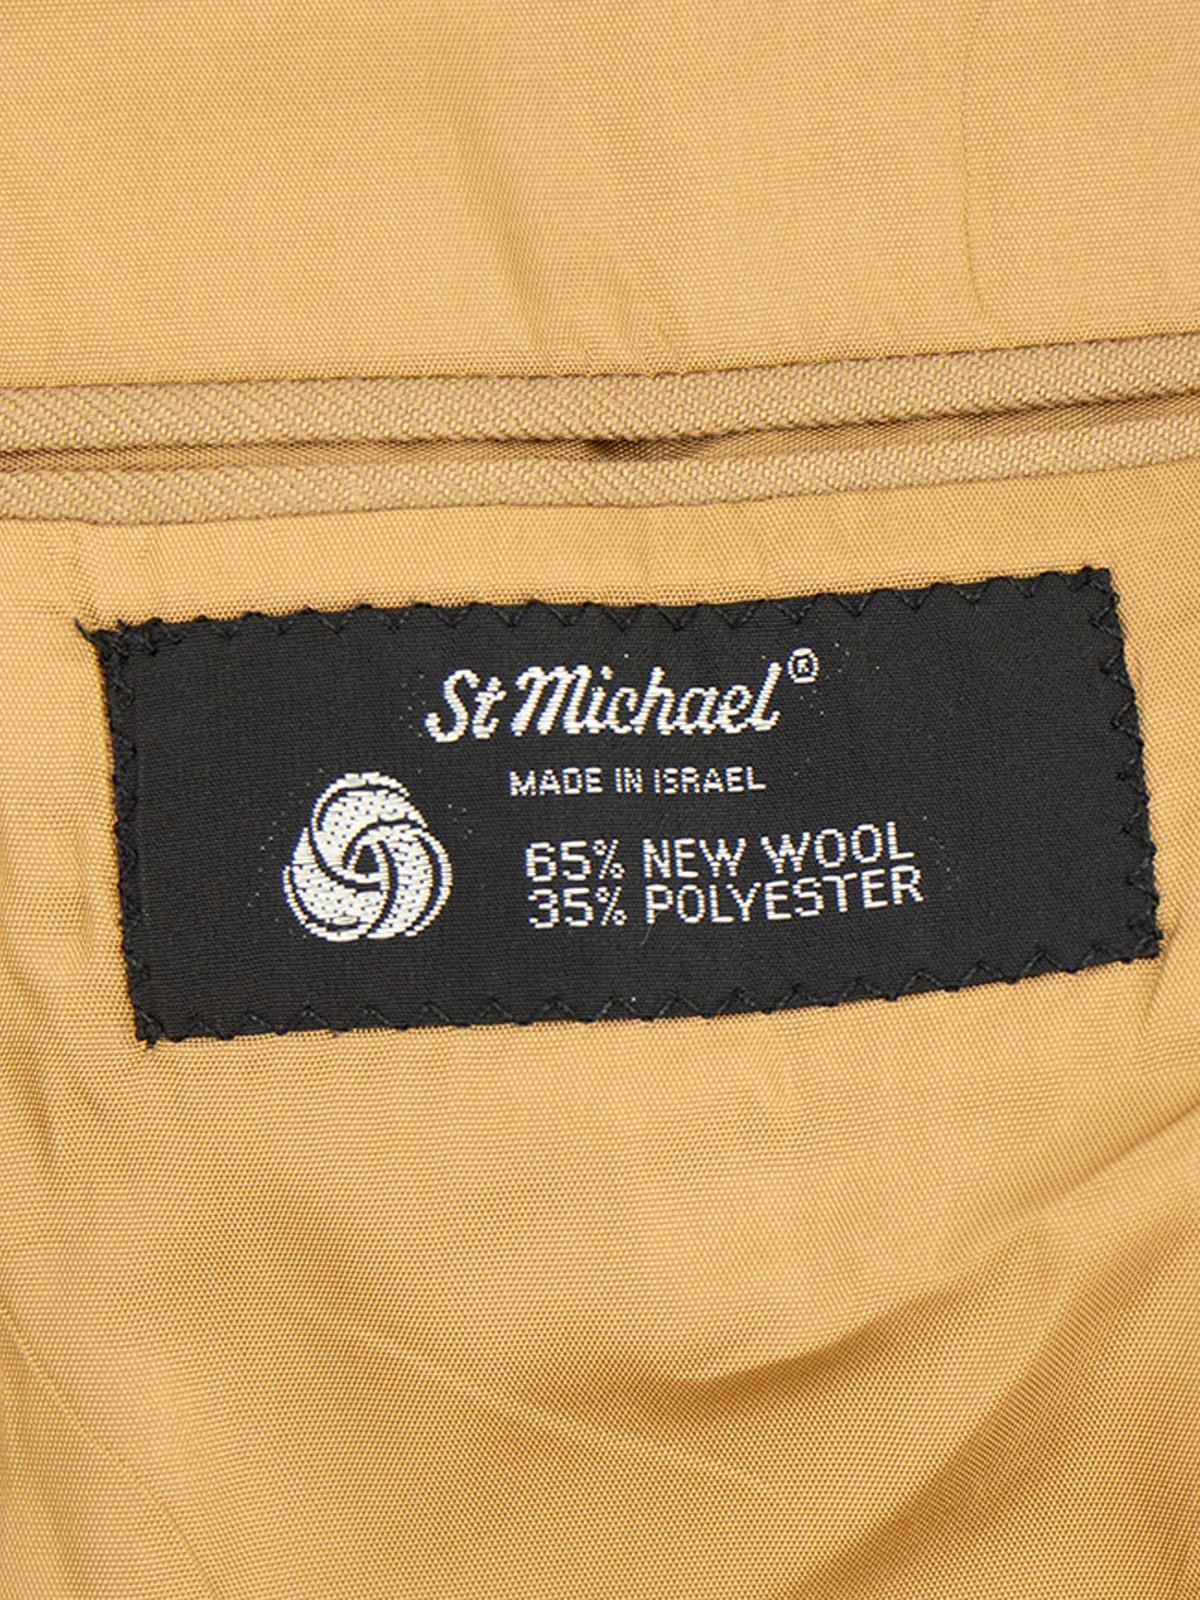 St Michael®
MADE IN ISRAEL
65% NEW WOOL
35% POLYESTER